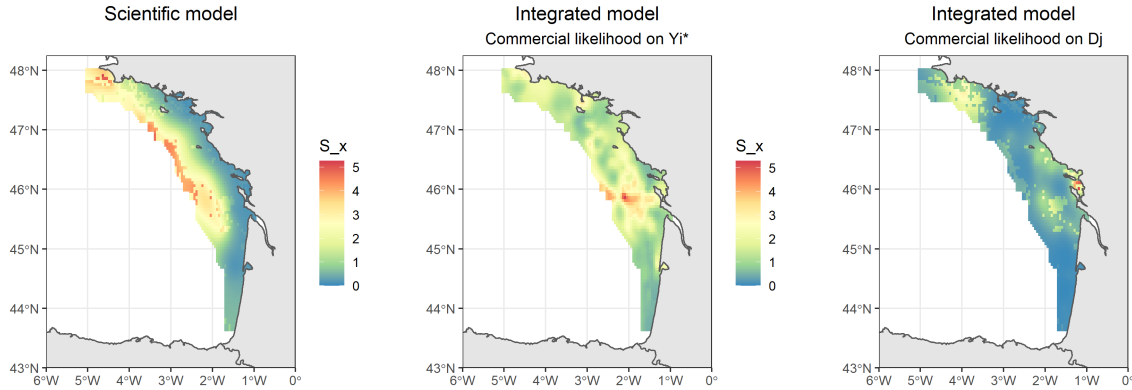 Scientific model
48°N
47°N
46°N
45°N
44°N
43°N
6°W 5°W 4°W 3°W 2°W 1°W 0°
S_x
5
4
3
2
1
0
Integrated model
Commercial likelihood on Yi*
48°N
47°N
46°N
45°N
44°N
43°N
6°W 5°W 4°W 3°W 2°W 1°W 0°
S_x
5
4
3
2
1
0
Integrated model
Commercial likelihood on Dj
48°N
47°N
46°N
45°N
44°N
43°N
6°W 5°W 4°W 3°W 2°W 1°W 0°